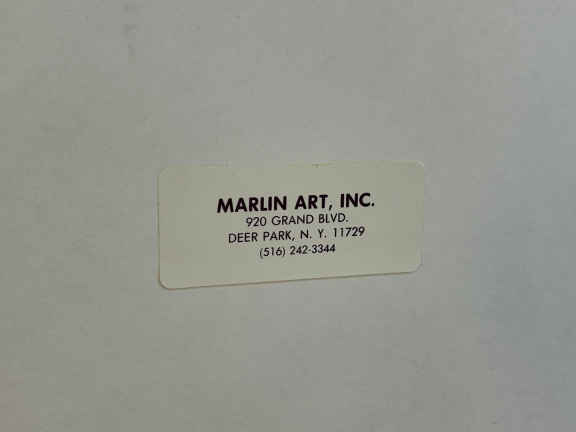 MARLIN ART, INC.
920 GRAND BLVD.
DEER PARK, N. Y. 11729
(516) 242-3344